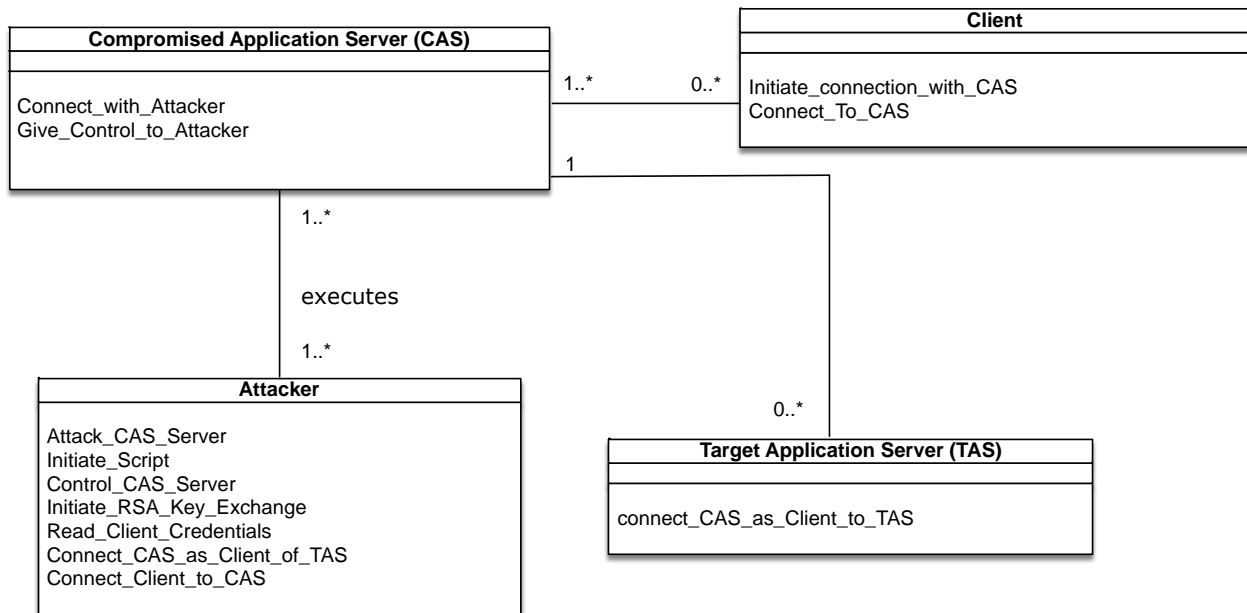 Compromised Application Server (CAS)
Connect_with_Attacker
Give_Control_to_Attacker
Client
Initiate_connection_with_CAS
Connect_To_CAS
1..*
0..*
1
1..*
executes
1..*
0..*
Attacker
Attack_CAS_Server
Initiate_Script
Control_CAS_Server
Initiate_RSA_Key_Exchange
Read_Client_Credentials
Connect_CAS_as_Client_of_TAS
Connect_Client_to_CAS
Target Application Server (TAS)
connect_CAS_as_Client_to_TAS